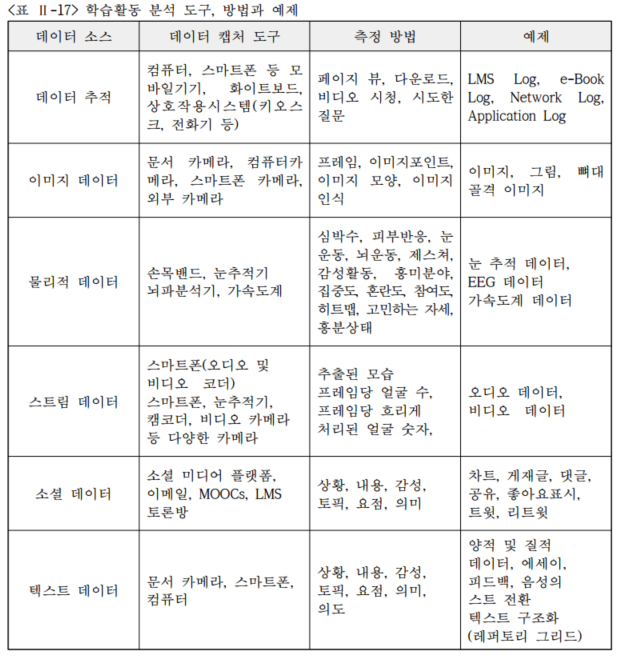 <표 Ⅱ-17> 학습활동 분석 도구, 방법과 예제
데이터 소스
데이터 캡처 도구
측정 방법
예제
데이터 추적
컴퓨터, 스마트폰 등 모
바일기기, 화이트보드,
상호작용시스템(키오스
크, 전화기 등)
페이지 뷰, 다운로드,
비디오 시청, 시도한
질문
LMS Log, e-Book
Log, Network Log,
Application Log
이미지 데이터
문서 카메라, 컴퓨터카
메라, 스마트폰 카메라,
외부 카메라
프레임, 이미지포인트,
이미지 모양, 이미지
인식
이미지, 그림, 뼈대
골격 이미지
물리적 데이터
손목밴드, 눈추적기
뇌파분석기, 가속도계
심박수, 피부반응, 눈
운동, 뇌운동, 제스쳐,
감성활동, 흥미분야,
집중도, 혼란도, 참여도,
히트맵, 고민하는 자세,
흥분상태
눈 추적 데이터,
EEG 데이터
가속도계 데이터
스트림 데이터
스마트폰(오디오 및
비디오 코더)
스마트폰, 눈추적기,
캠코더, 비디오 카메라
등 다양한 카메라
추출된 모습
프레임당 얼굴 수,
프레임당 흐리게
처리된 얼굴 숫자,
오디오 데이터,
비디오 데이터
소셜 데이터
소셜 미디어 플랫폼,
이메일, MOOCs, LMS
토론방
상황, 내용, 감성,
토픽, 요점, 의미
차트, 게재글, 댓글,
공유, 좋아요표시,
트윗, 리트윗
텍스트 데이터
문서 카메라, 스마트폰,
컴퓨터
상황, 내용, 감성,
토픽, 요점, 의미,
의도
양적 및 질적
데이터, 에세이,
피드백, 음성의
스트 전환
텍스트 구조화
(레퍼토리 그리드)